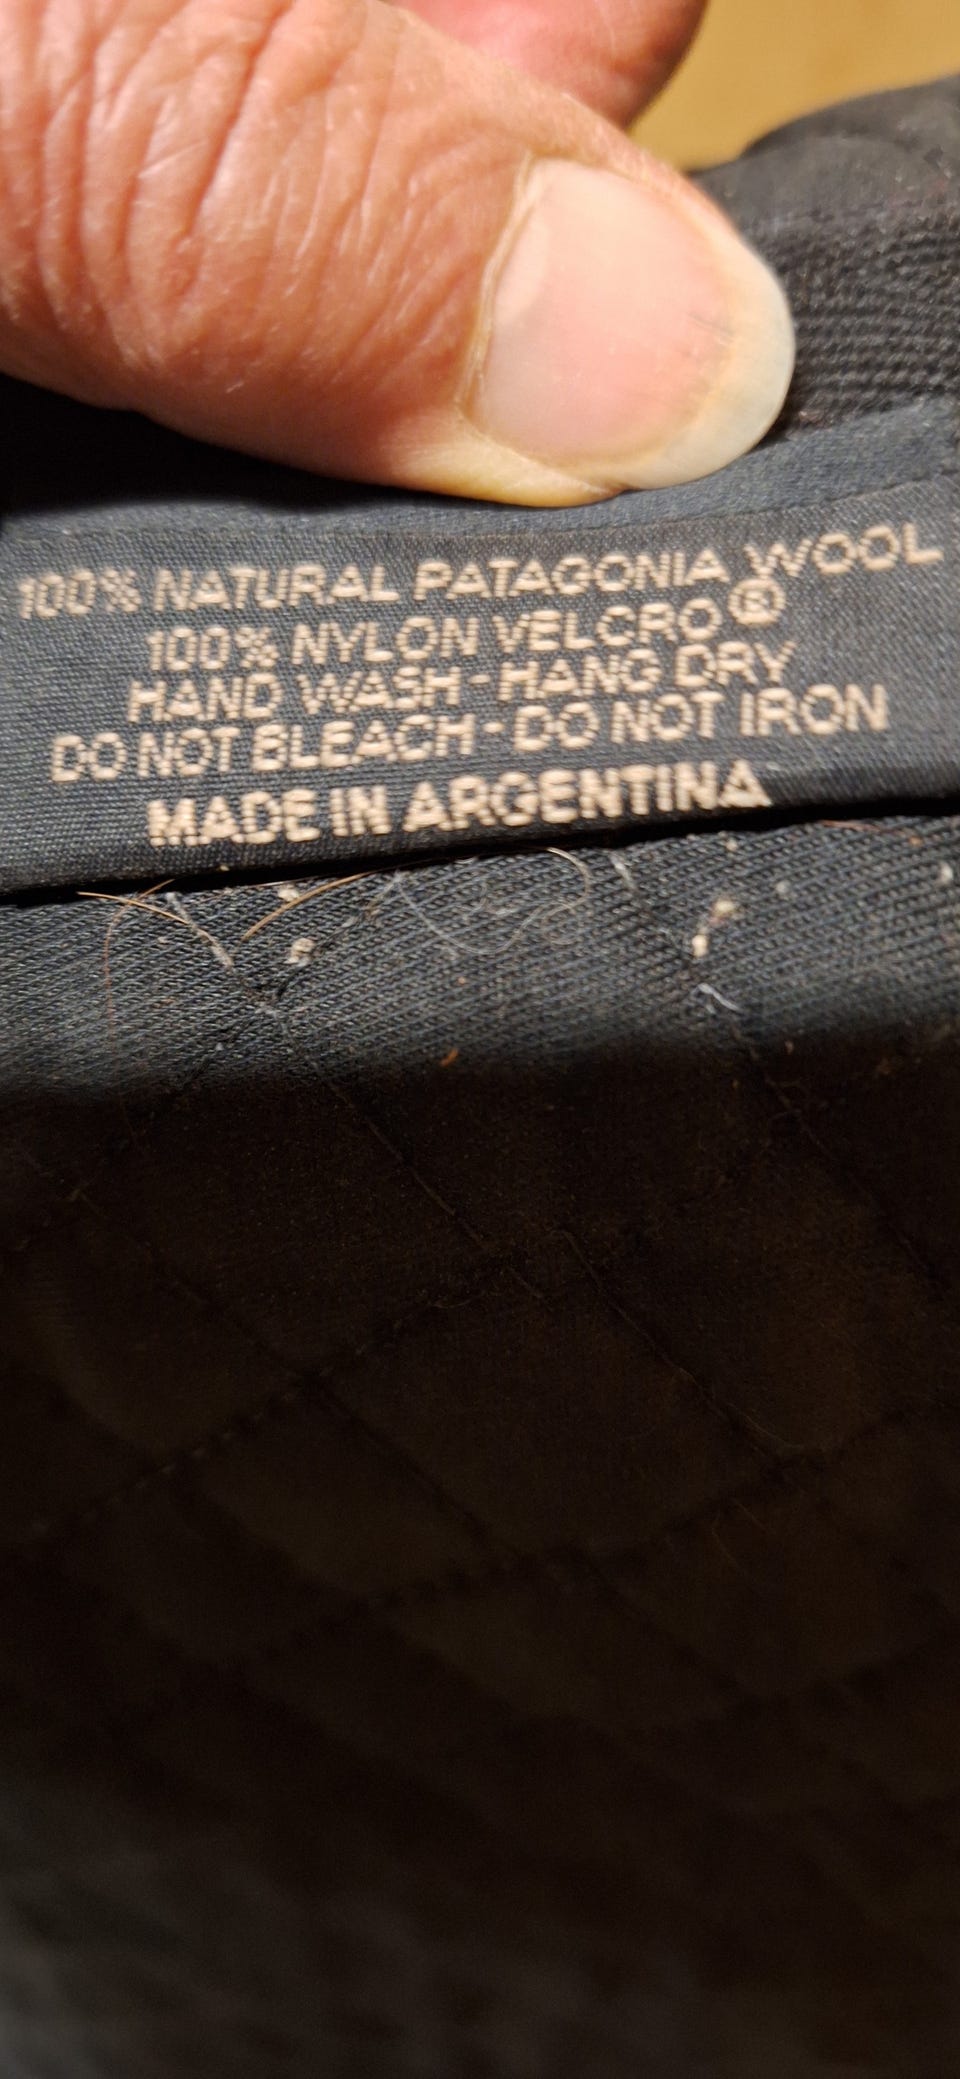 100% NATURAL PATAGONIA WOOL
100% NYLON VELCRO®
HAND WASH - HANG DRY
DO NOT BLEACH - DO NOT IRON
MADE IN ARGENTINA